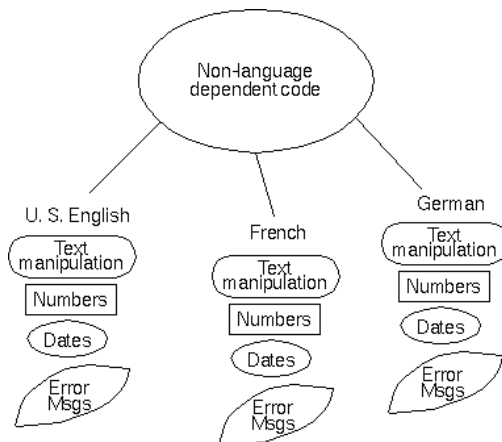 Non-language
dependent code
U. S. English
Text
manipulation
Numbers
Dates
Error
Msgs
French
Text
manipulation
Numbers
Dates
Error
Msgs
German
Text
manipulation
Numbers
Dates
Error
Msgs